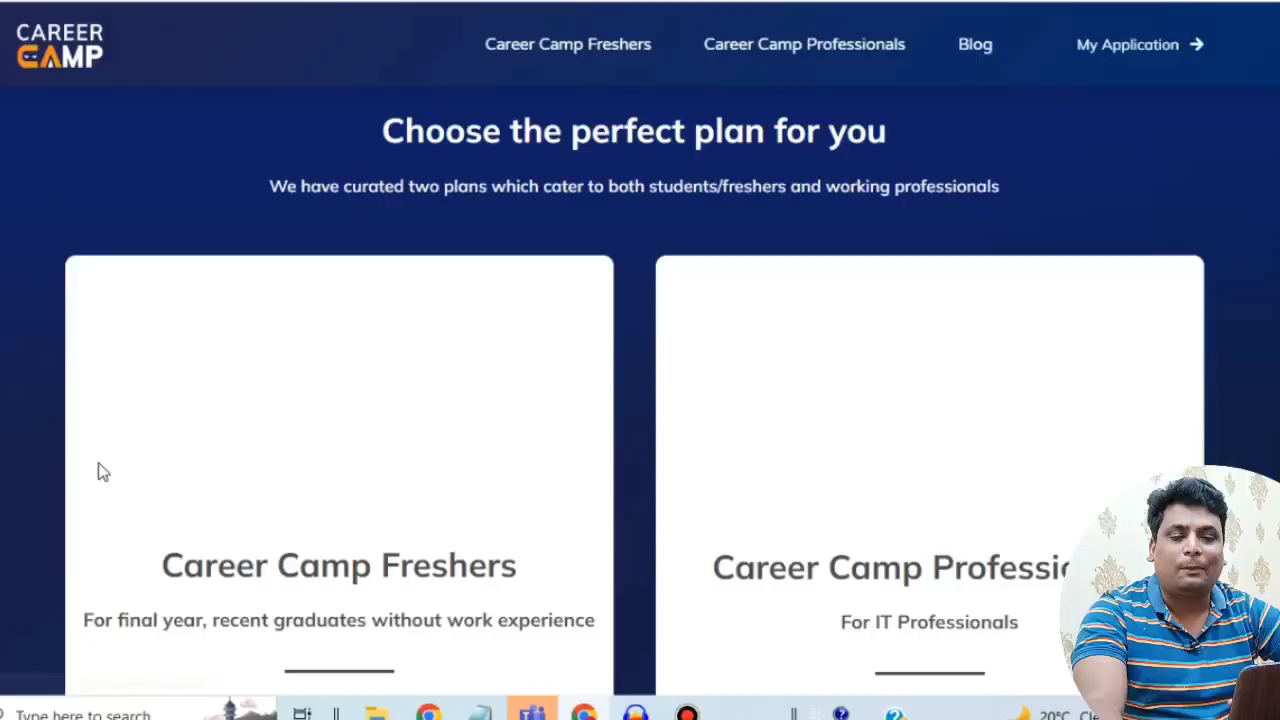 CAREER
CAMP
Career Camp Freshers
Career Camp Professionals
Blog
My Application
Choose the perfect plan for you
We have curated two plans which cater to both students/freshers and working professionals
Career Camp Freshers
For final year, recent graduates without work experience
Career Camp Professio
For IT Professionals
Type here to search
20°C